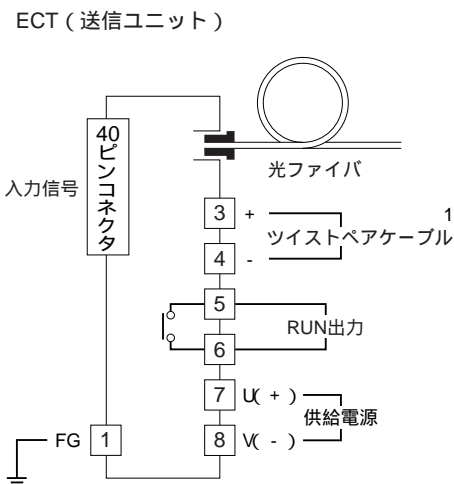 ECT（送信ユニット）
40ピンコネクタ
入力信号
光ファイバ
3 +
1
ツイストペアケーブル
4 -
5
RUN出力
6
7 U(+)
供給電源
FG 1
8 V(-)